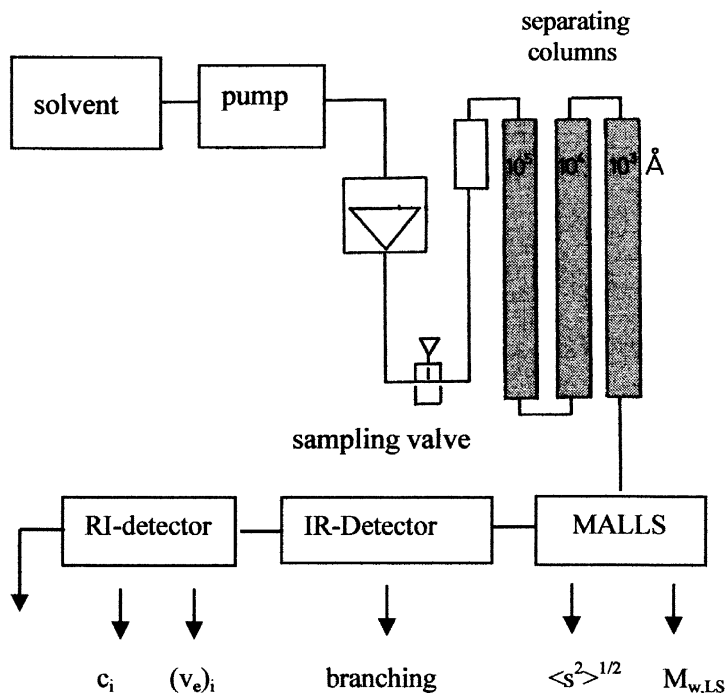 separating
columns
solvent
pump
10⁵
10⁴
10³ Å
sampling valve
RI-detector
IR-Detector
MALLS
cᵢ
(vₑ)ᵢ
branching
<s²>¹/²
M_w,LS